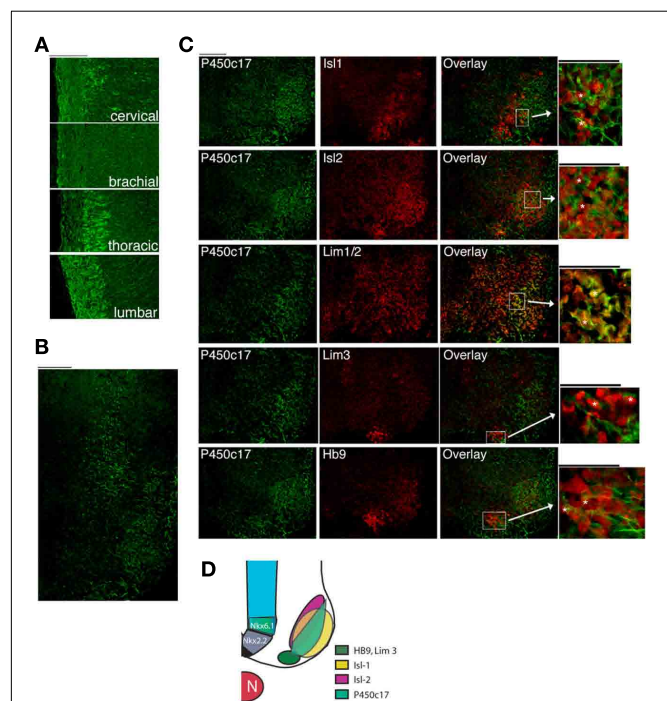 A
cervical
brachial
thoracic
lumbar
B
C
P450c17 Isl1 Overlay
P450c17 Isl2 Overlay
P450c17 Lim1/2 Overlay
P450c17 Lim3 Overlay
P450c17 Hb9 Overlay
D
Nkx6.1
Nkx2.2
N
HB9, Lim 3
Isl-1
Isl-2
P450c17